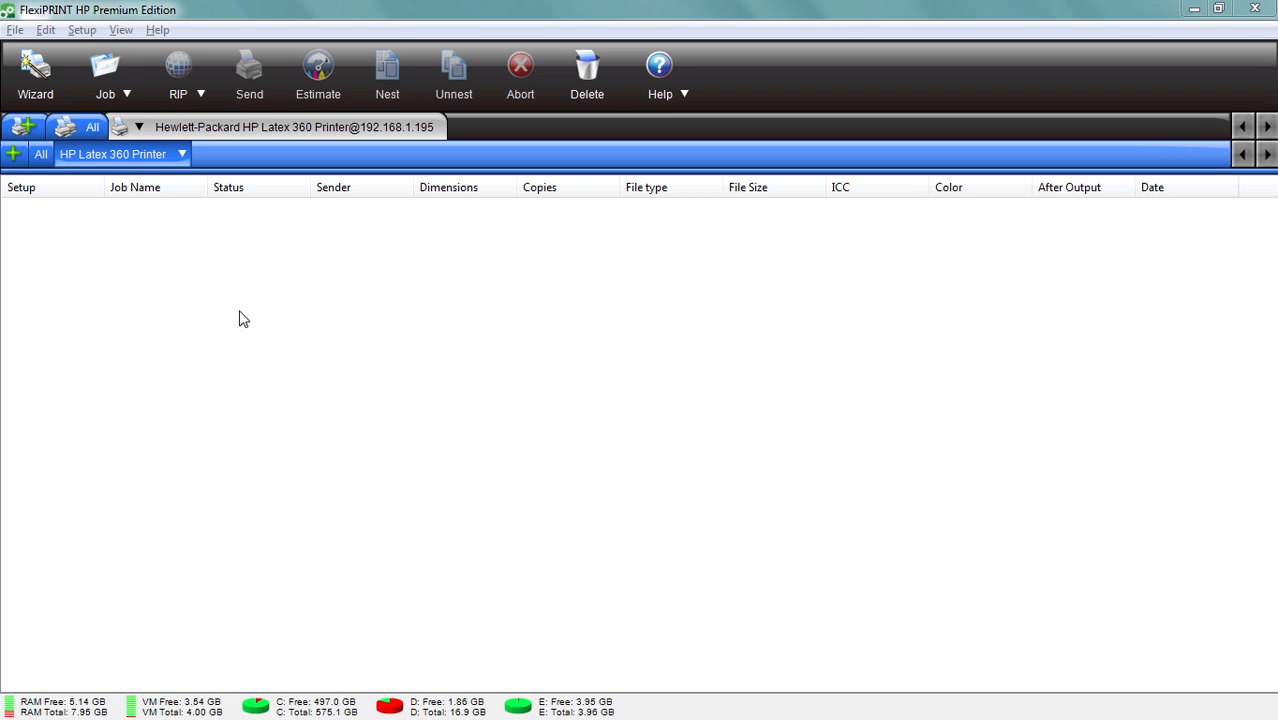 FlexiPRINT HP Premium Edition
File Edit Setup View Help
Wizard Job RIP Send Estimate Nest Unnest Abort Delete Help
All Hewlett-Packard HP Latex 360 Printer@192.168.1.195
All HP Latex 360 Printer
Setup Job Name Status Sender Dimensions Copies File type File Size ICC Color After Output Date
RAM Free: 5.14 GB VM Free: 3.54 GB C: Free: 497.0 GB D: Free: 1.86 GB E: Free: 3.95 GB
RAM Total: 7.95 GB VM Total: 4.00 GB C: Total: 575.1 GB D: Total: 16.9 GB E: Total: 3.96 GB